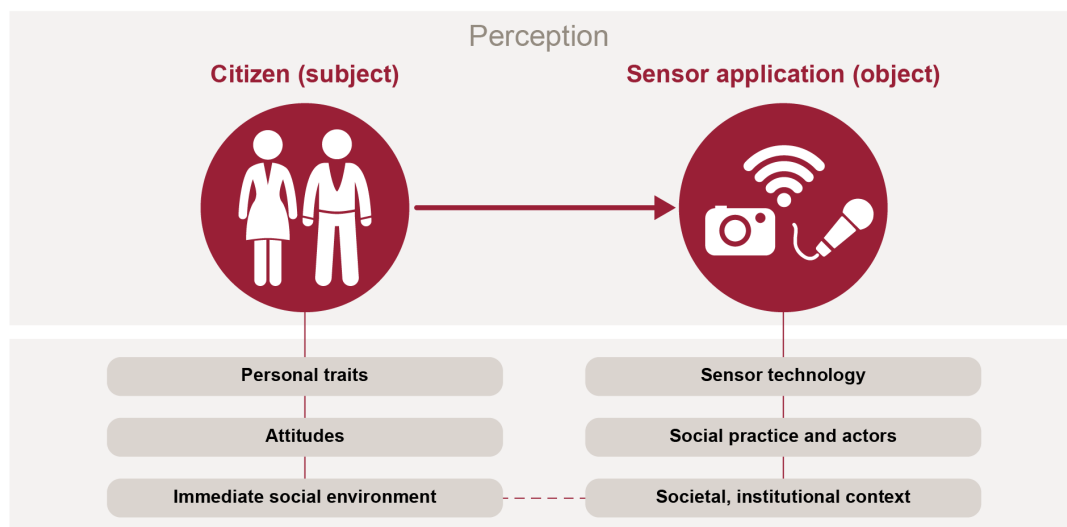 Perception
Citizen (subject)
Sensor application (object)
Personal traits
Attitudes
Immediate social environment
Sensor technology
Social practice and actors
Societal, institutional context